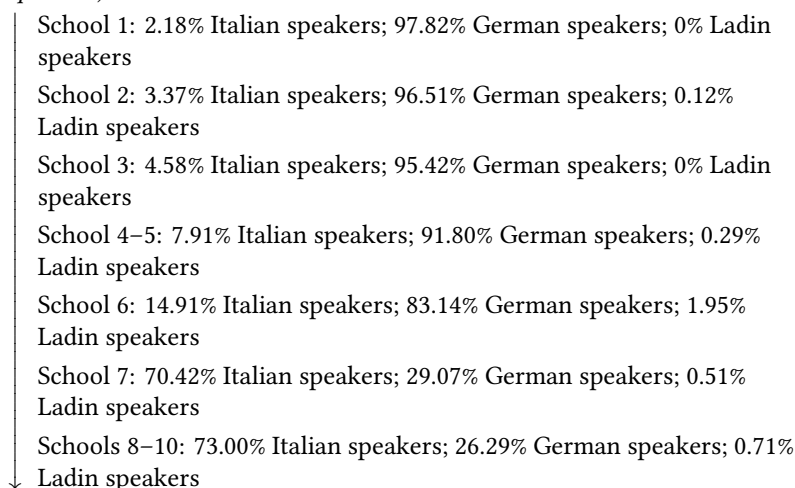 School 1: 2.18% Italian speakers; 97.82% German speakers; 0% Ladin
speakers
School 2: 3.37% Italian speakers; 96.51% German speakers; 0.12%
Ladin speakers
School 3: 4.58% Italian speakers; 95.42% German speakers; 0% Ladin
speakers
School 4–5: 7.91% Italian speakers; 91.80% German speakers; 0.29%
Ladin speakers
School 6: 14.91% Italian speakers; 83.14% German speakers; 1.95%
Ladin speakers
School 7: 70.42% Italian speakers; 29.07% German speakers; 0.51%
Ladin speakers
Schools 8–10: 73.00% Italian speakers; 26.29% German speakers; 0.71%
Ladin speakers